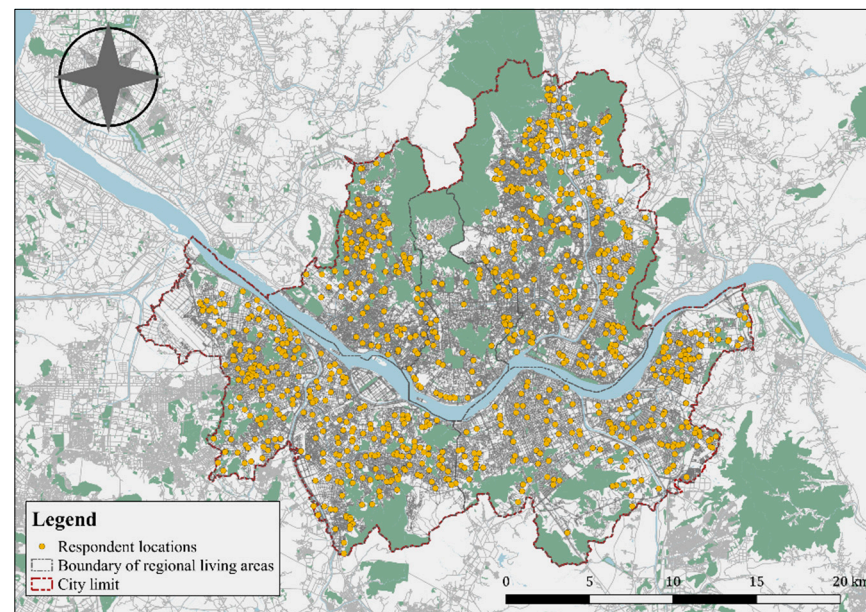 Legend
Respondent locations
Boundary of regional living areas
City limit
0 5 10 15 20 km